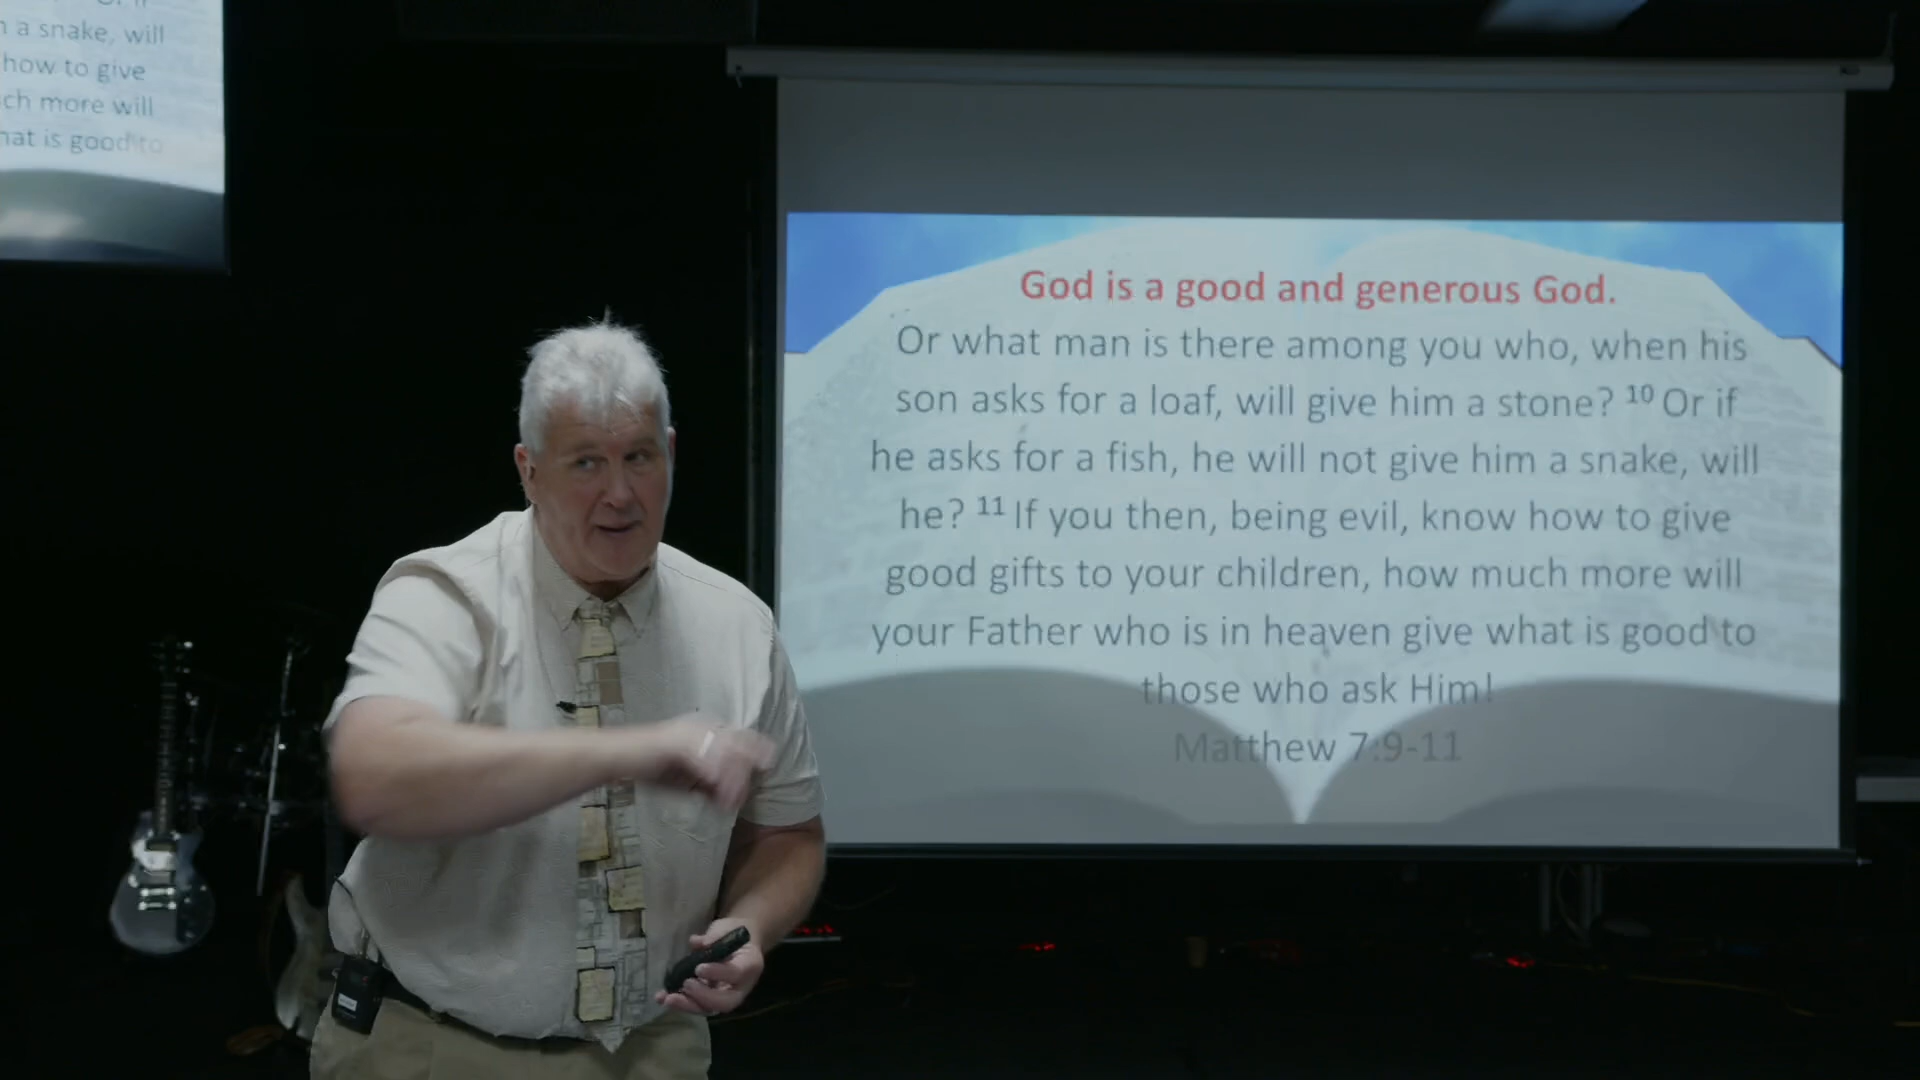 a snake, will
how to give
ch more will
hat is good to
God is a good and generous God.
Or what man is there among you who, when his
son asks for a loaf, will give him a stone? 10 Or if
he asks for a fish, he will not give him a snake, will
he? 11 If you then, being evil, know how to give
good gifts to your children, how much more will
your Father who is in heaven give what is good to
those who ask Him!
Matthew 7:9-11